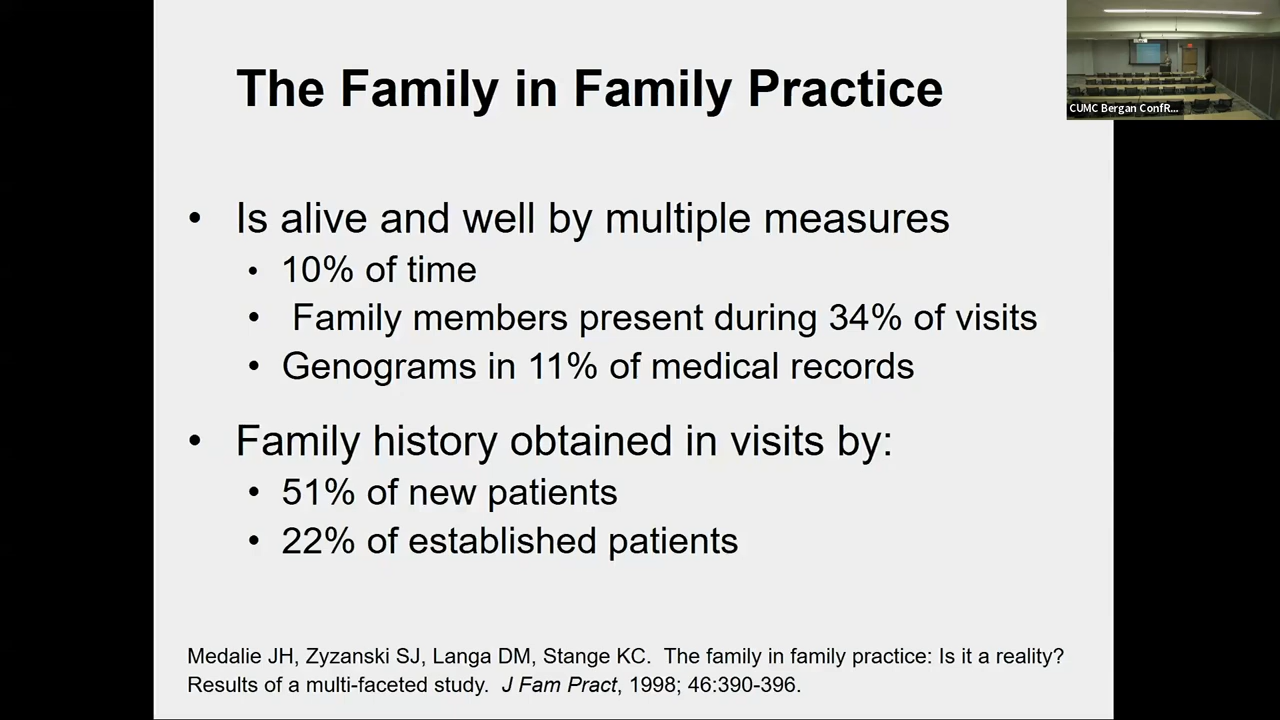 The Family in Family Practice
CUMC Bergan ConfR...
• Is alive and well by multiple measures
• 10% of time
• Family members present during 34% of visits
• Genograms in 11% of medical records
• Family history obtained in visits by:
• 51% of new patients
• 22% of established patients
Medalie JH, Zyzanski SJ, Langa DM, Stange KC. The family in family practice: Is it a reality?
Results of a multi-faceted study. J Fam Pract, 1998; 46:390-396.